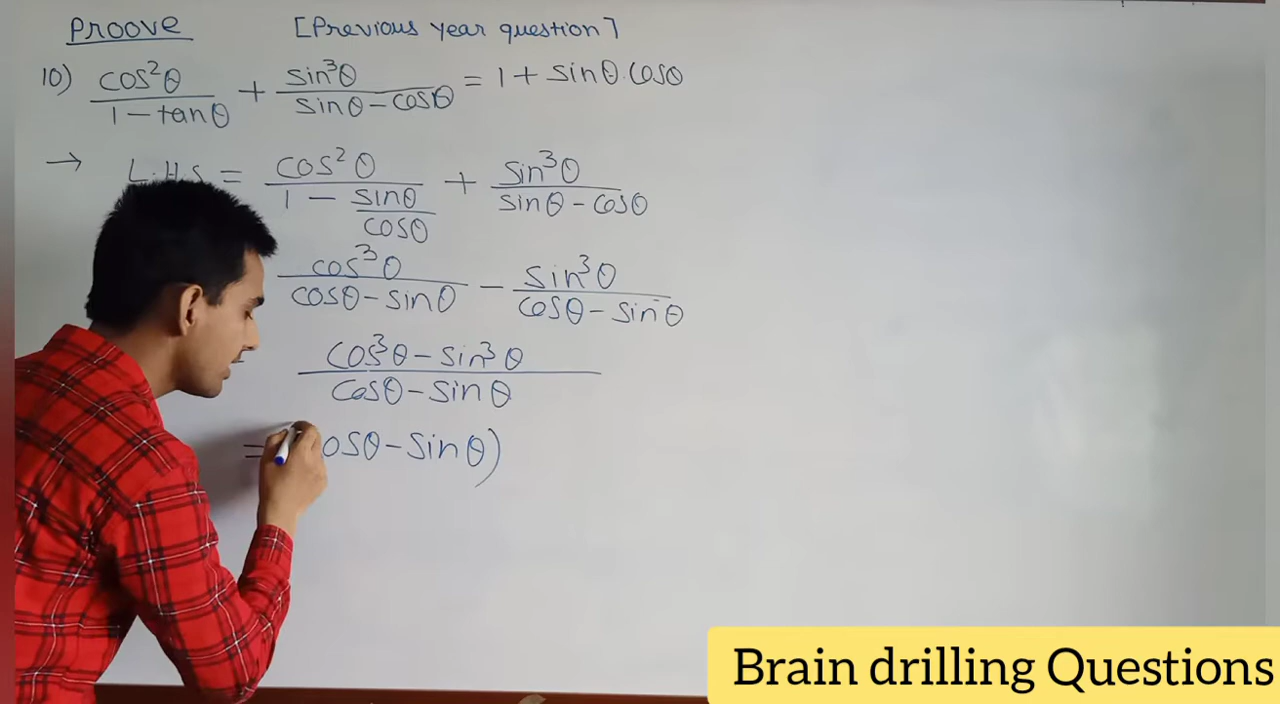 Proove [Previous year question]
10) cos²θ/1-tanθ + sin³θ/sinθ-cosθ = 1+sinθ.cosθ
→ L.H.S = cos²θ/1-sinθ/cosθ + sin³θ/sinθ-cosθ
cos³θ/cosθ-sinθ - sin³θ/cosθ-sinθ
cos³θ-sin³θ/cosθ-sinθ
= osθ-sinθ)
Brain drilling Questions